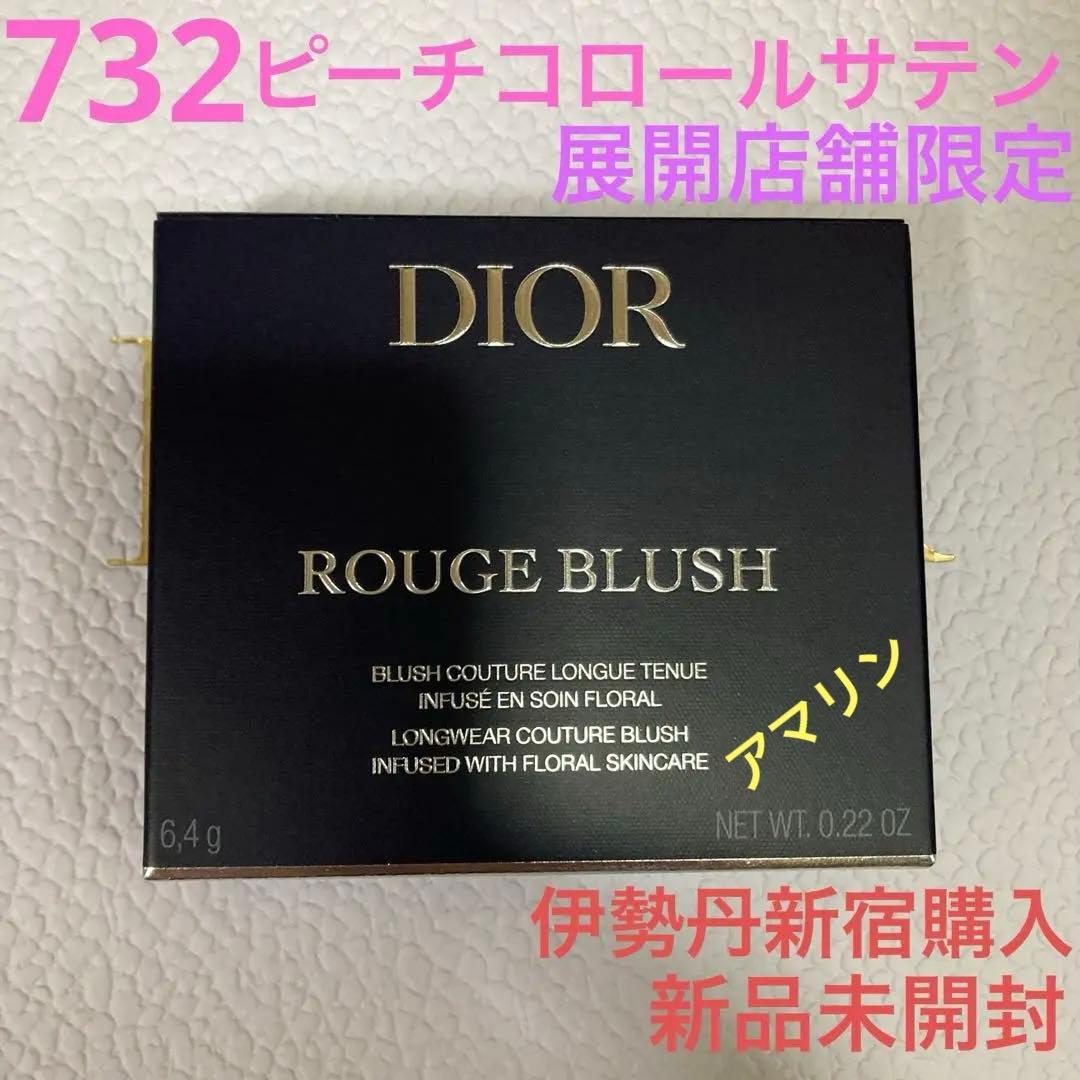 732ピーチコロールサテン
展開店舗限定
DIOR
ROUGE BLUSH
BLUSH COUTURE LONGUE TENUE
INFUSÉ EN SOIN FLORAL
LONGWEAR COUTURE BLUSH
INFUSED WITH FLORAL SKINCARE
アマリン
6,4 g
NET WT. 0.22 OZ
伊勢丹新宿購入
新品未開封